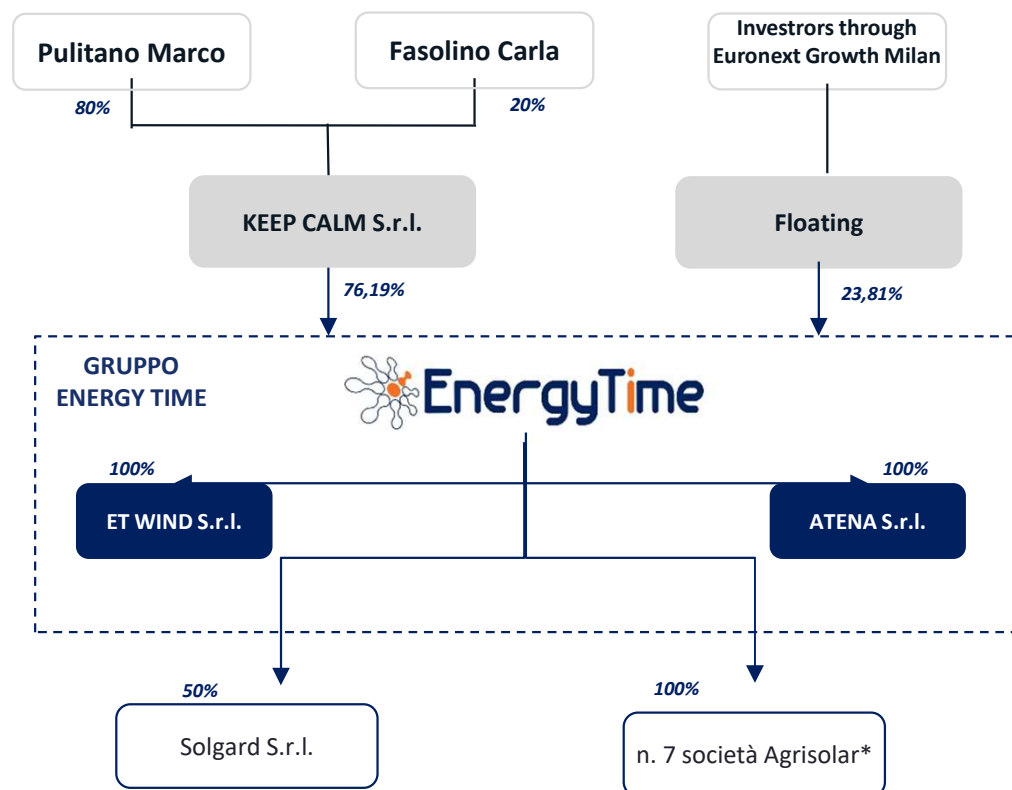 Pulitano Marco
Fasolino Carla
Investrors through
Euronext Growth Milan
80%
20%
KEEP CALM S.r.l.
Floating
76,19%
23,81%
GRUPPO
ENERGY TIME
EnergyTime
100%
100%
ET WIND S.r.l.
ATENA S.r.l.
50%
100%
Solgard S.r.l.
n. 7 società Agrisolar*